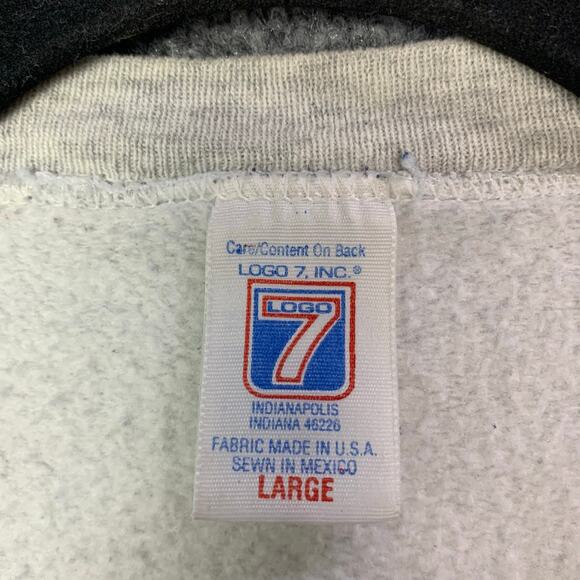 Care/Content On Back
LOGO 7, INC.®
LOGO
7
INDIANAPOLIS
INDIANA 46226
FABRIC MADE IN U.S.A.
SEWN IN MEXICO
LARGE